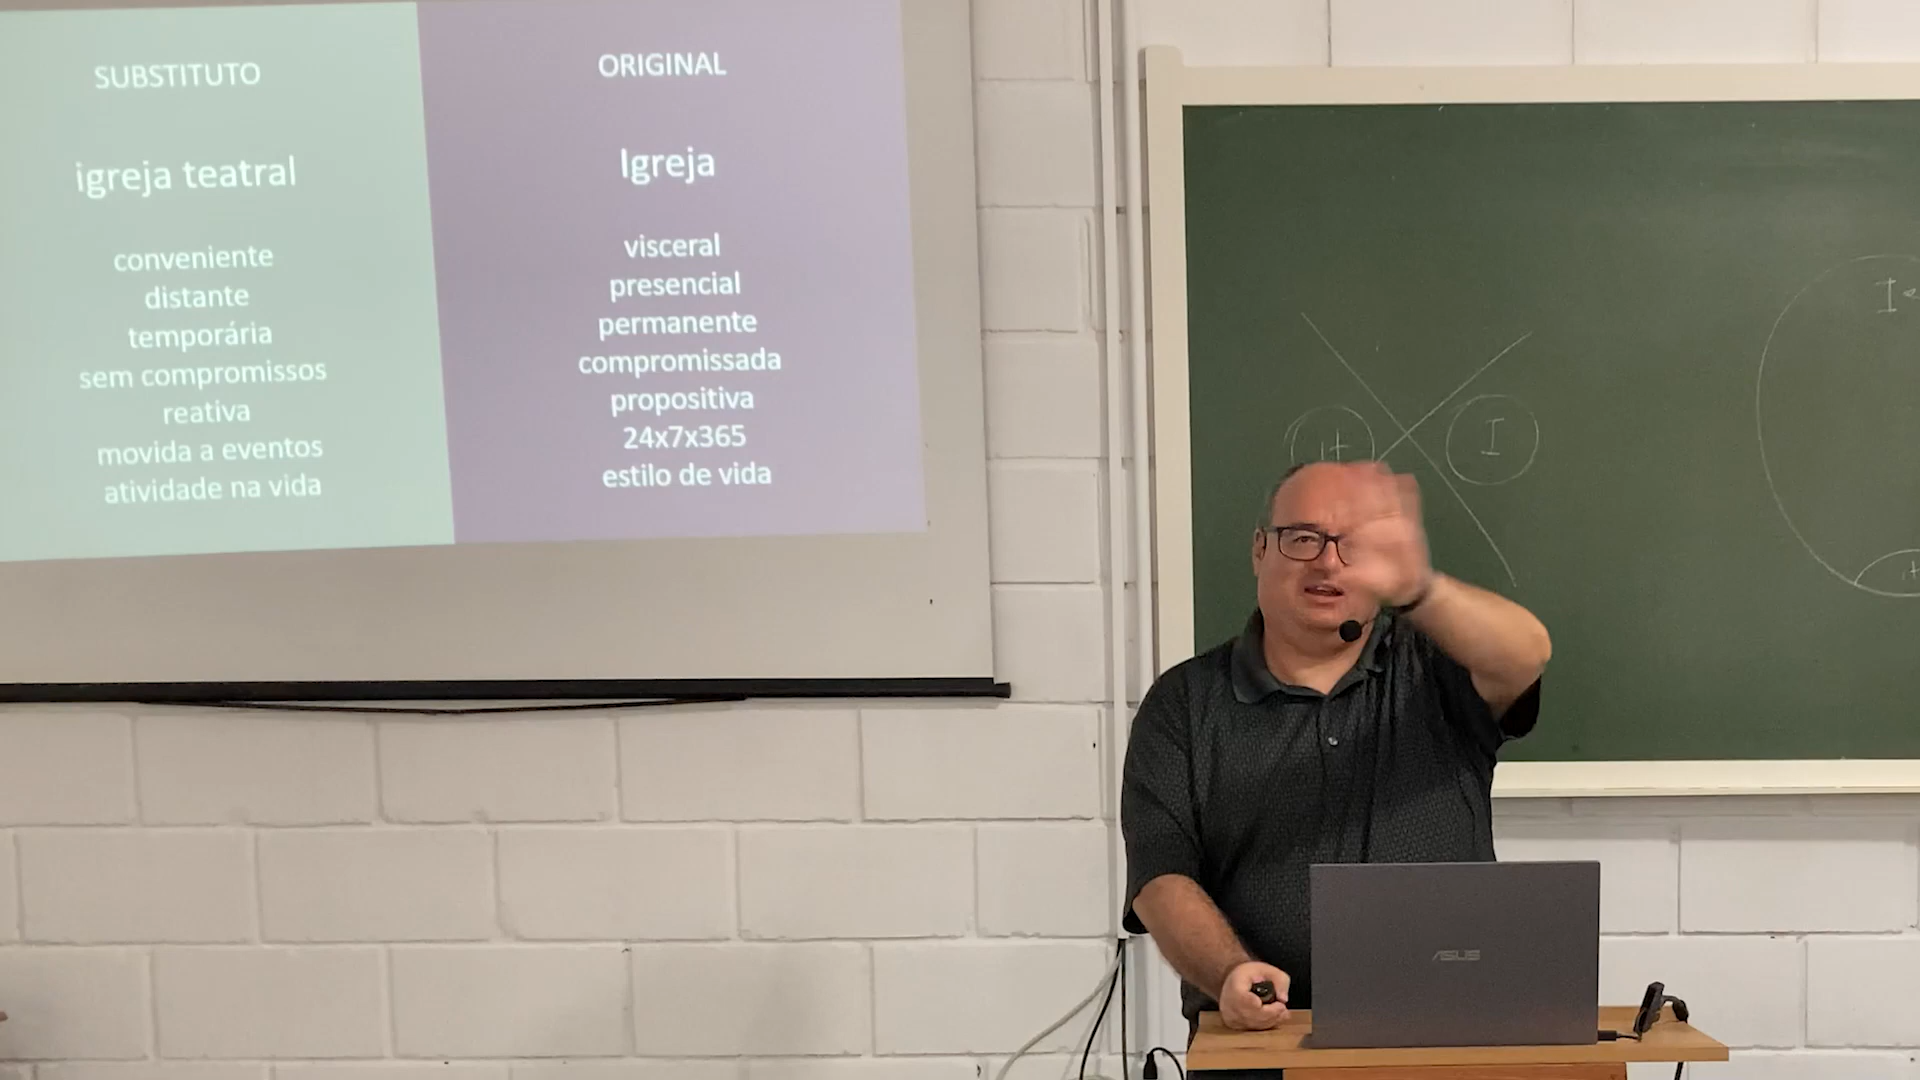 SUBSTITUTO
igreja teatral
conveniente
distante
temporária
sem compromissos
reativa
movida a eventos
atividade na vida
ORIGINAL
Igreja
visceral
presencial
permanente
compromissada
propositiva
24x7x365
estilo de vida
I
ASUS